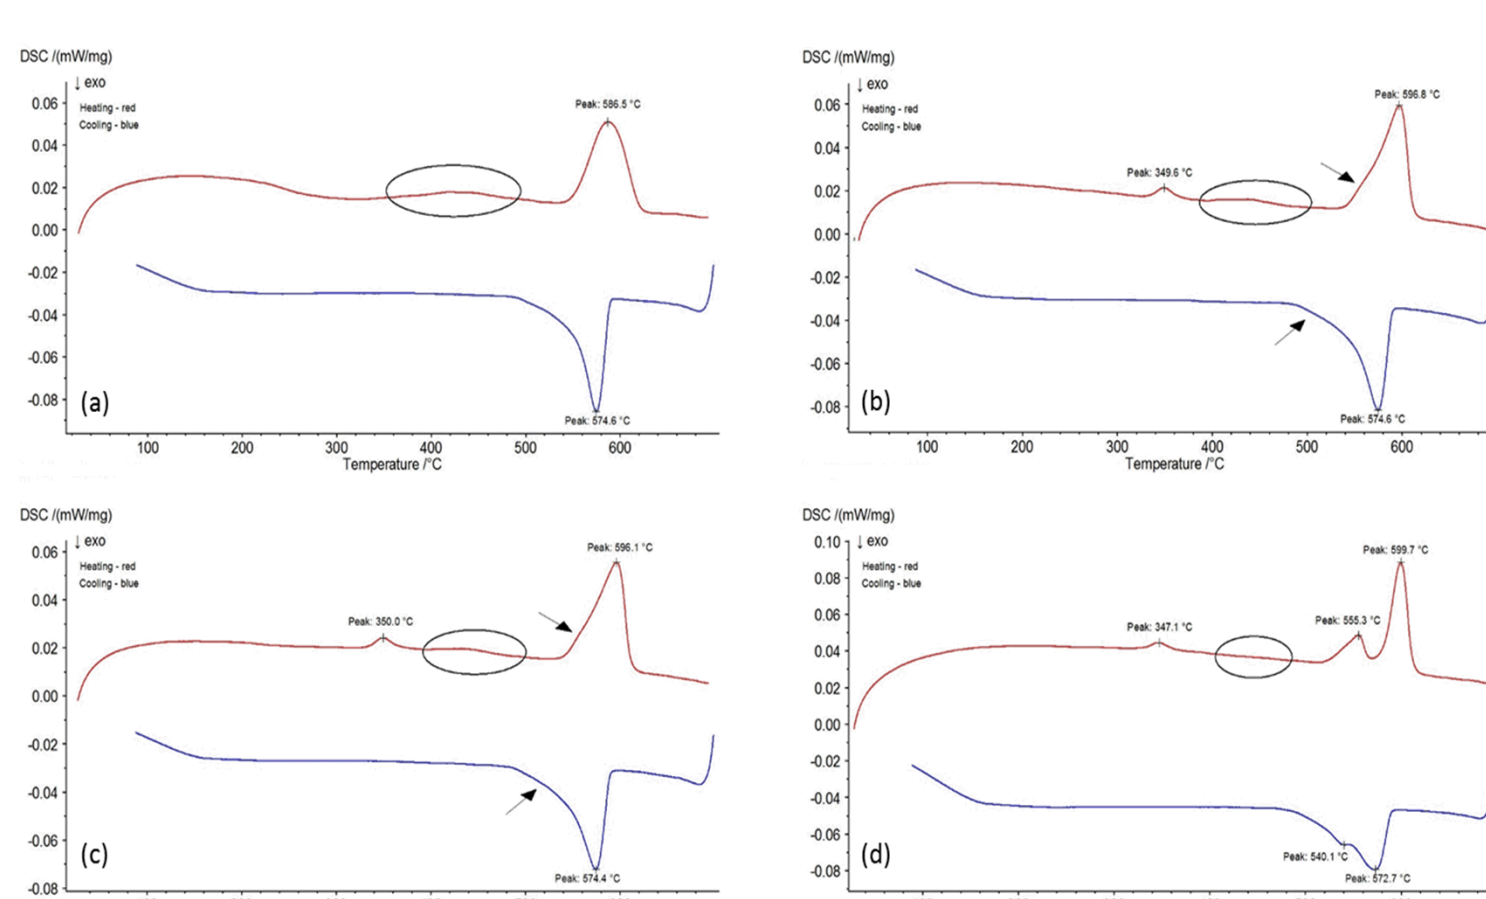 DSC /(mW/mg)
↓ exo
Heating - red
Cooling - blue
0.06
0.04
0.02
0.00
-0.02
-0.04
-0.06
-0.08
Peak: 586.5 °C
Peak: 574.6 °C
(a)
100 200 300 400 500 600
Temperature /°C
DSC /(mW/mg)
↓ exo
Heating - red
Cooling - blue
0.06
0.04
0.02
0.00
-0.02
-0.04
-0.06
-0.08
Peak: 596.8 °C
Peak: 349.6 °C
Peak: 574.6 °C
(b)
100 200 300 400 500 600
Temperature /°C
DSC /(mW/mg)
↓ exo
Heating - red
Cooling - blue
0.06
0.04
0.02
0.00
-0.02
-0.04
-0.06
-0.08
Peak: 596.1 °C
Peak: 350.0 °C
Peak: 574.4 °C
(c)
DSC /(mW/mg)
↓ exo
Heating - red
Cooling - blue
0.10
0.08
0.06
0.04
0.02
0.00
-0.02
-0.04
-0.06
-0.08
Peak: 599.7 °C
Peak: 555.3 °C
Peak: 347.1 °C
Peak: 540.1 °C
Peak: 572.7 °C
(d)